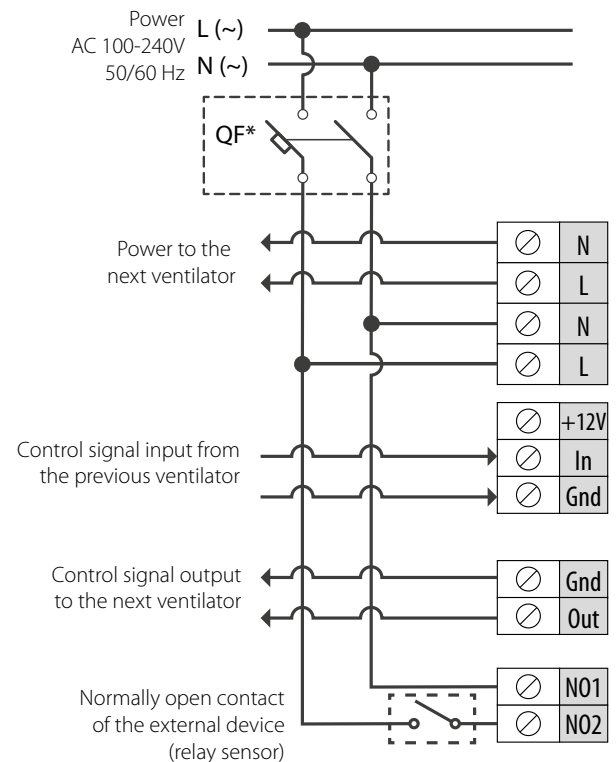 Power
AC 100-240V
50/60 Hz
L (~)
N (~)
QF*
Power to the
next ventilator
N
L
N
L
Control signal input from
the previous ventilator
+12V
In
Gnd
Control signal output
to the next ventilator
Gnd
Out
Normally open contact
of the external device
(relay sensor)
NO1
NO2